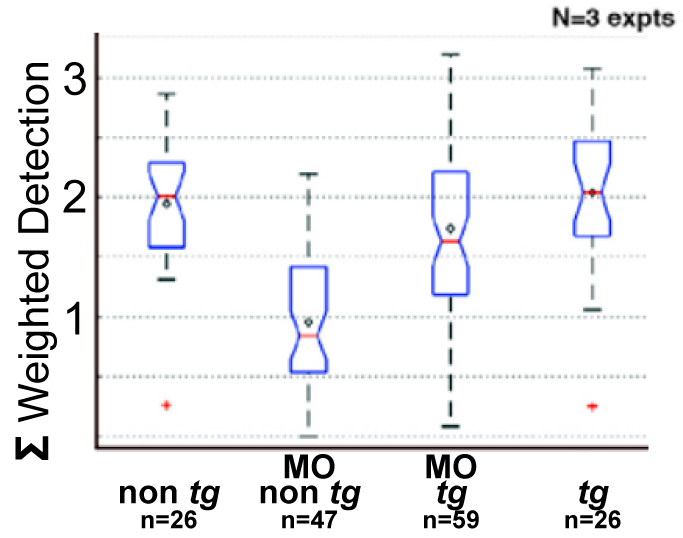 N=3 expts
Σ Weighted Detection
3
2
1
MO MO
non tg non tg tg tg
n=26 n=47 n=59 n=26